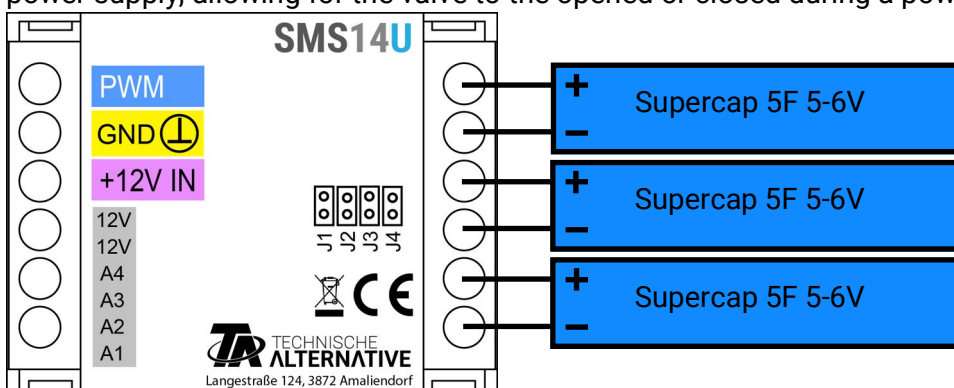 power supply, allowing for the valve to the opened or closed during a pow
SMS14U
PWM
GND
+12V IN
12V
12V
A4
A3
A2
A1
J1 J2 J3 J4
CE
TA TECHNISCHE
ALTERNATIVE
Langestraße 124, 3872 Amaliendorf
+
Supercap 5F 5-6V
−
+
Supercap 5F 5-6V
−
+
Supercap 5F 5-6V
−